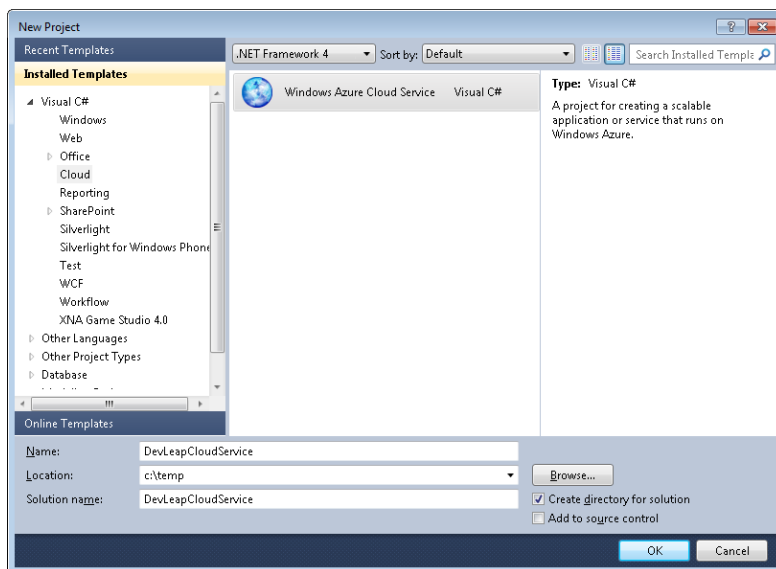 New Project
Recent Templates
.NET Framework 4
Sort by: Default
Search Installed Templa
Installed Templates
Visual C#
Windows
Web
Office
Cloud
Reporting
SharePoint
Silverlight
Silverlight for Windows Phone
Test
WCF
Workflow
XNA Game Studio 4.0
Other Languages
Other Project Types
Database
Windows Azure Cloud Service Visual C#
Type: Visual C#
A project for creating a scalable
application or service that runs on
Windows Azure.
Online Templates
Name: DevLeapCloudService
Location: c:\temp
Browse...
Solution name: DevLeapCloudService
Create directory for solution
Add to source control
OK Cancel